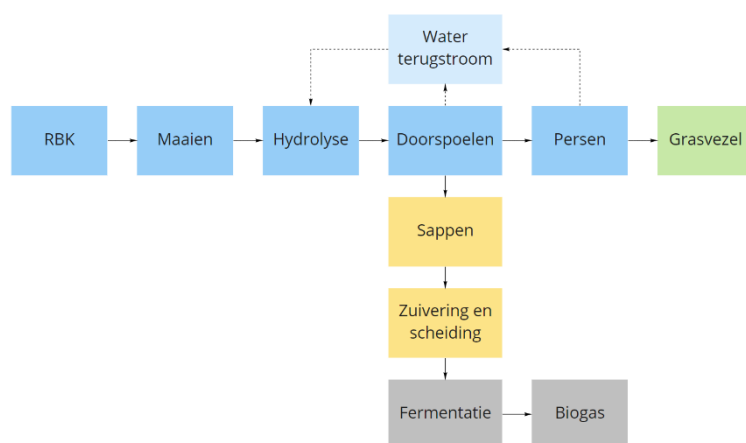 Water
terugstroom
RBK
Maaien
Hydrolyse
Doorspoelen
Persen
Grasvezel
Sappen
Zuivering en
scheiding
Fermentatie
Biogas